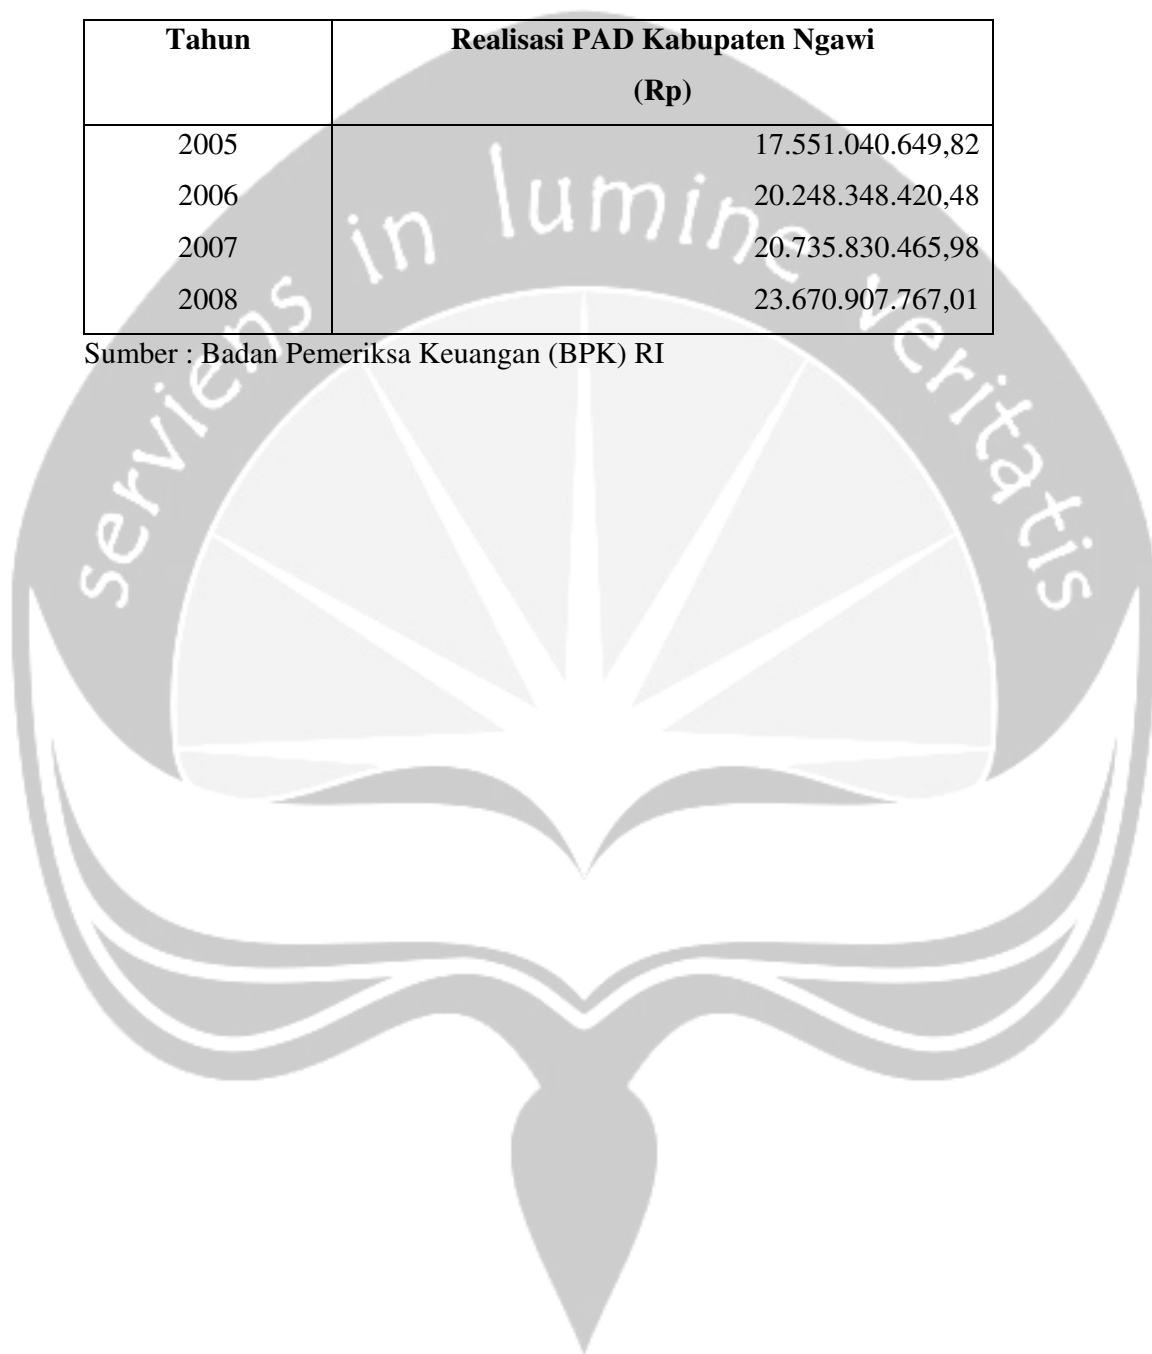 Tahun Realisasi PAD Kabupaten Ngawi
(Rp)
2005 17.551.040.649,82
2006 20.248.348.420,48
2007 20.735.830.465,98
2008 23.670.907.767,01
Sumber : Badan Pemeriksa Keuangan (BPK) RI
serviens in lumine veritatis